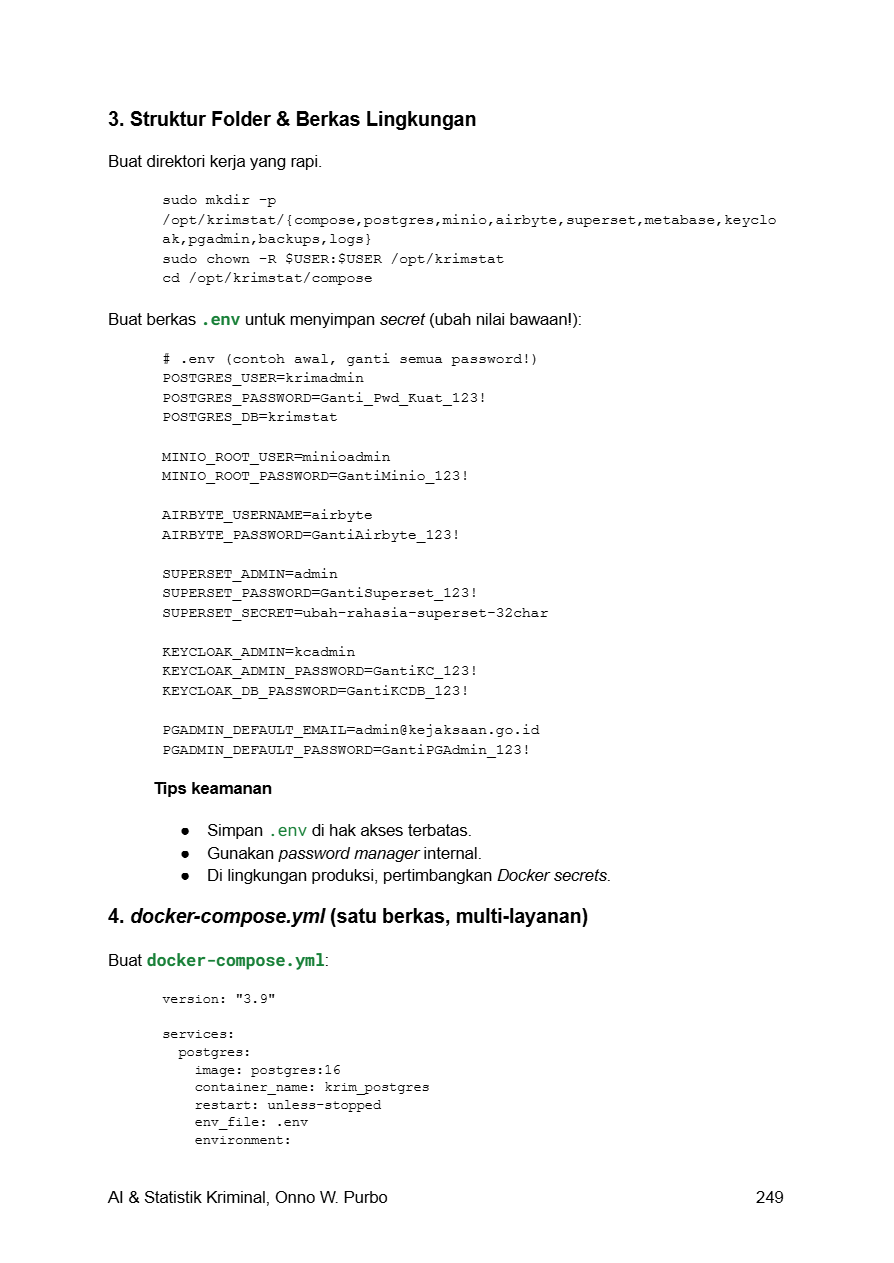 3. Struktur Folder & Berkas Lingkungan
Buat direktori kerja yang rapi.
sudo mkdir -p
/opt/krimstat/{compose,postgres,minio,airbyte,superset,metabase,keyclo
ak,pgadmin,backups,logs}
sudo chown -R $USER:$USER /opt/krimstat
cd /opt/krimstat/compose
Buat berkas .env untuk menyimpan secret (ubah nilai bawaan!):
# .env (contoh awal, ganti semua password!)
POSTGRES_USER=krimadmin
POSTGRES_PASSWORD=Ganti_Pwd_Kuat_123!
POSTGRES_DB=krimstat
MINIO_ROOT_USER=minioadmin
MINIO_ROOT_PASSWORD=GantiMinio_123!
AIRBYTE_USERNAME=airbyte
AIRBYTE_PASSWORD=GantiAirbyte_123!
SUPERSET_ADMIN=admin
SUPERSET_PASSWORD=GantiSuperset_123!
SUPERSET_SECRET=ubah-rahasia-superset-32char
KEYCLOAK_ADMIN=kcadmin
KEYCLOAK_ADMIN_PASSWORD=GantiKC_123!
KEYCLOAK_DB_PASSWORD=GantiKCDB_123!
PGADMIN_DEFAULT_EMAIL=admin@kejaksaan.go.id
PGADMIN_DEFAULT_PASSWORD=GantiPGAdmin_123!
Tips keamanan
● Simpan .env di hak akses terbatas.
● Gunakan password manager internal.
● Di lingkungan produksi, pertimbangkan Docker secrets.
4. docker-compose.yml (satu berkas, multi-layanan)
Buat docker-compose.yml:
version: "3.9"
services:
  postgres:
    image: postgres:16
    container_name: krim_postgres
    restart: unless-stopped
    env_file: .env
    environment:
AI & Statistik Kriminal, Onno W. Purbo 249